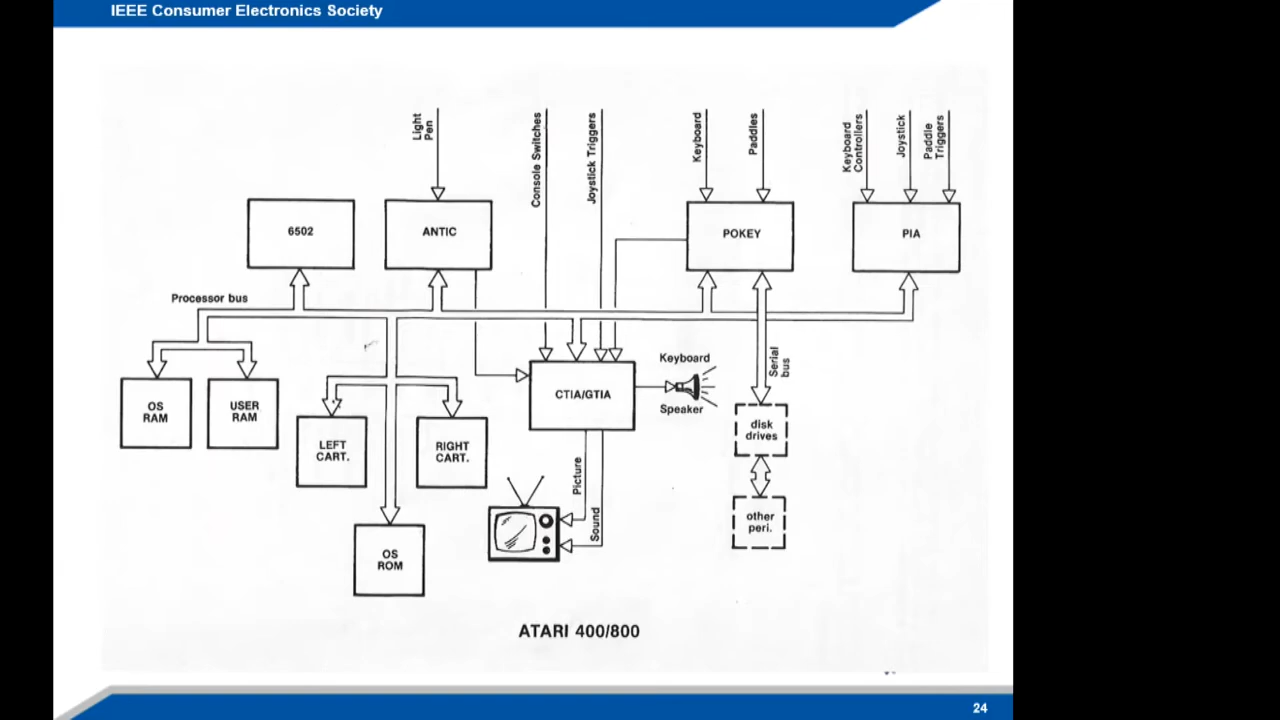 IEEE Consumer Electronics Society
Light
Pen
Console Switches
Joystick Triggers
Keyboard
Paddles
Keyboard
Controllers
Joystick
Paddle
Triggers
6502
ANTIC
POKEY
PIA
Processor bus
OS
RAM
USER
RAM
LEFT
CART.
RIGHT
CART.
CTIA/GTIA
Keyboard
Speaker
Serial
bus
disk
drives
Picture
Sound
other
peri.
OS
ROM
ATARI 400/800
24